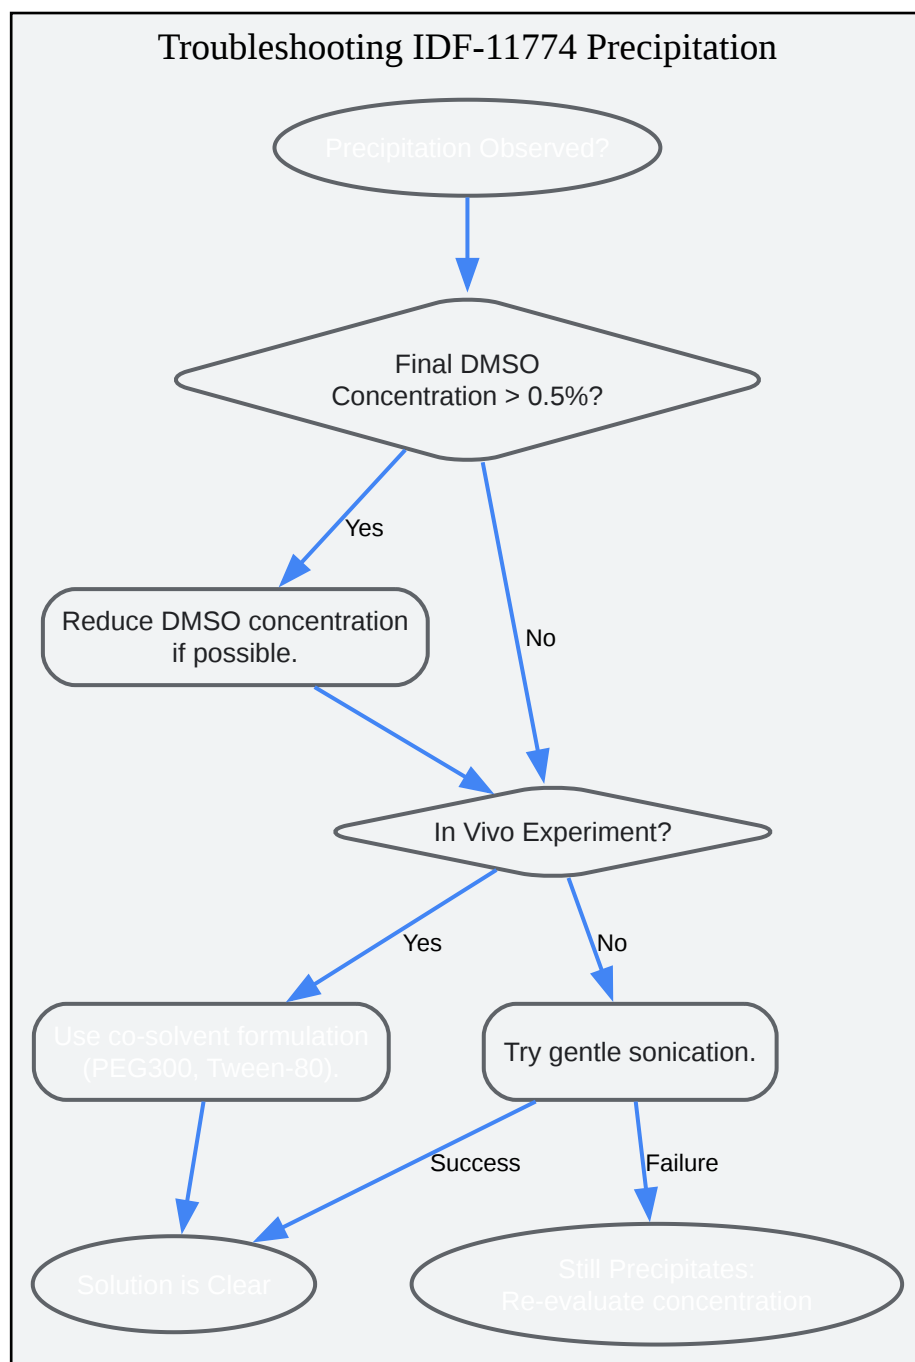 Troubleshooting IDF-11774 Precipitation
Precipitation Observed?
Final DMSO
Concentration > 0.5%?
Yes
No
Reduce DMSO concentration
if possible.
In Vivo Experiment?
Yes
No
Use co-solvent formulation
(PEG300, Tween-80).
Try gentle sonication.
Success
Failure
Solution is Clear
Still Precipitates:
Re-evaluate concentration